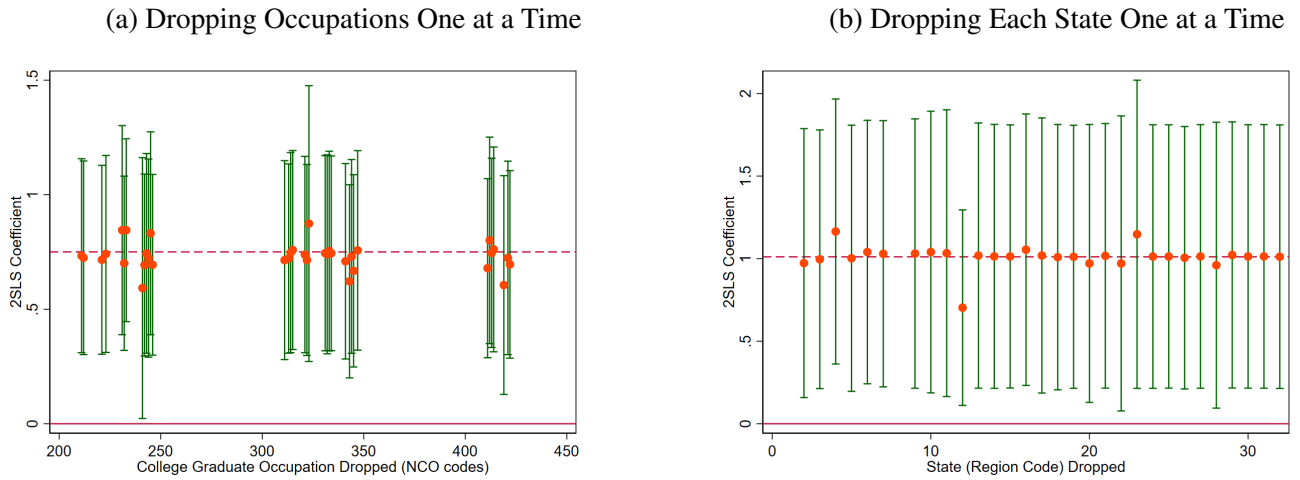 (a) Dropping Occupations One at a Time
2SLS Coefficient
1.5
1
.5
0
200 250 300 350 400 450
College Graduate Occupation Dropped (NCO codes)
(b) Dropping Each State One at a Time
2SLS Coefficient
2
1.5
1
.5
0
0 10 20 30
State (Region Code) Dropped